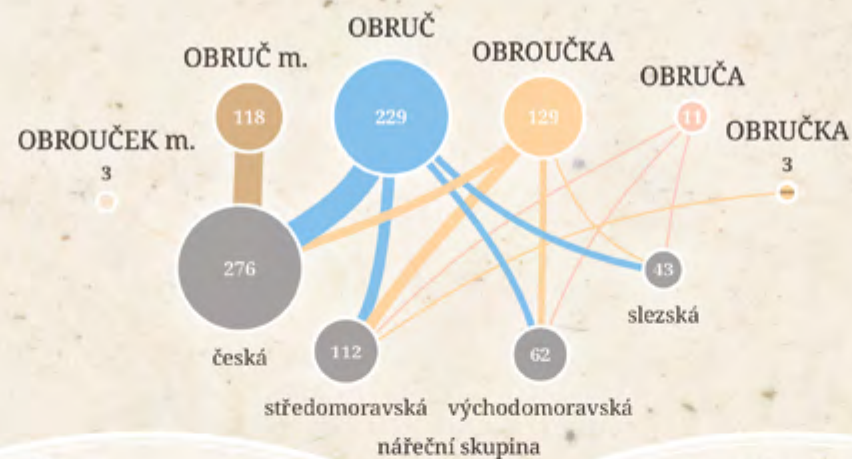 OBRUČ
OBRUČ m.
OBROUČKA
OBRUČA
OBROUČEK m.
OBRUČKA
118
229
129
11
3
3
276
43
slezská
112
62
česká
středomoravská východomoravská
nářeční skupina